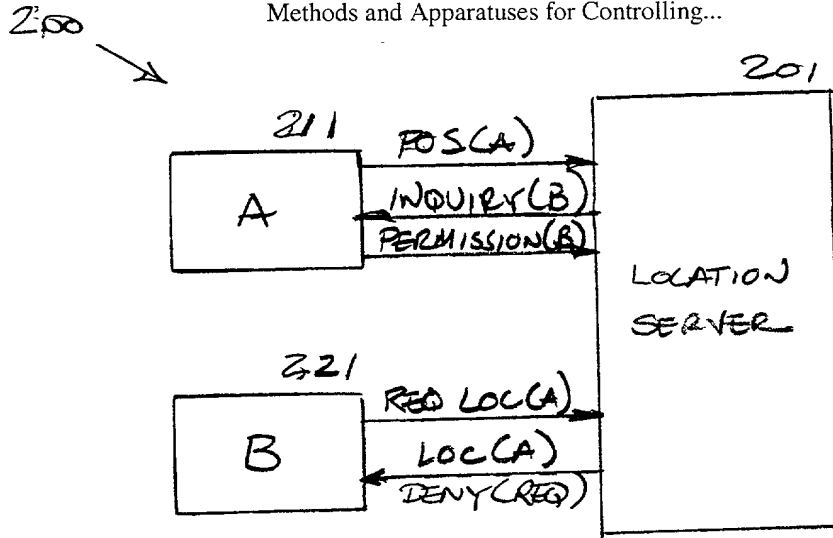 Methods and Apparatuses for Controlling...
200
201
211
A
POS(A)
INQUIRY(B)
PERMISSION(B)
LOCATION
SERVER
221
B
REQ LOC(A)
LOC(A)
DENY(REQ)